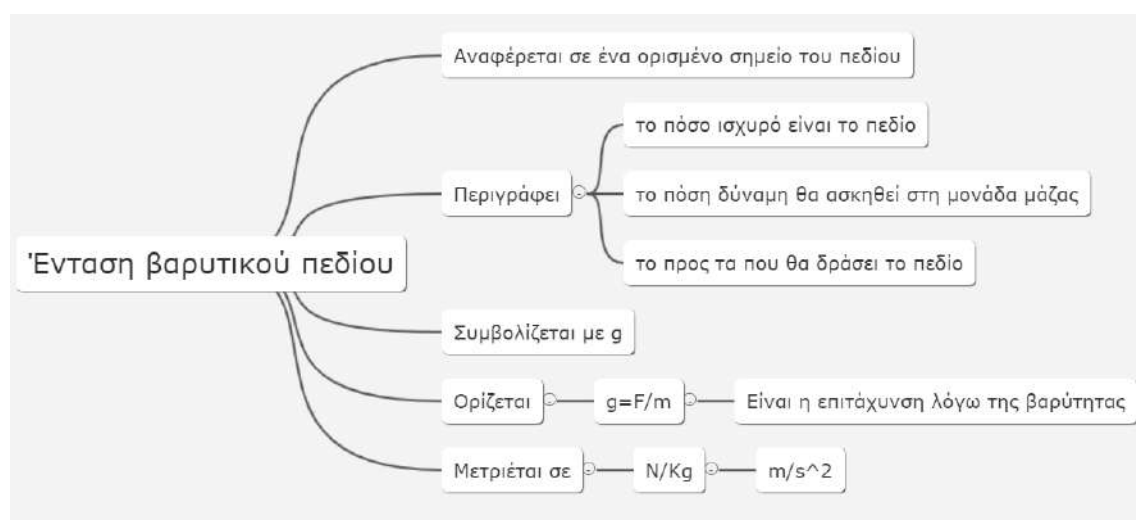 Αναφέρεται σε ένα ορισμένο σημείο του πεδίου
το πόσο ισχυρό είναι το πεδίο
Περιγράφει
το πόση δύναμη θα ασκηθεί στη μονάδα μάζας
το προς τα που θα δράσει το πεδίο
Ένταση βαρυτικού πεδίου
Συμβολίζεται με g
Ορίζεται
g=F/m
Είναι η επιτάχυνση λόγω της βαρύτητας
Μετριέται σε
N/Kg
m/s^2